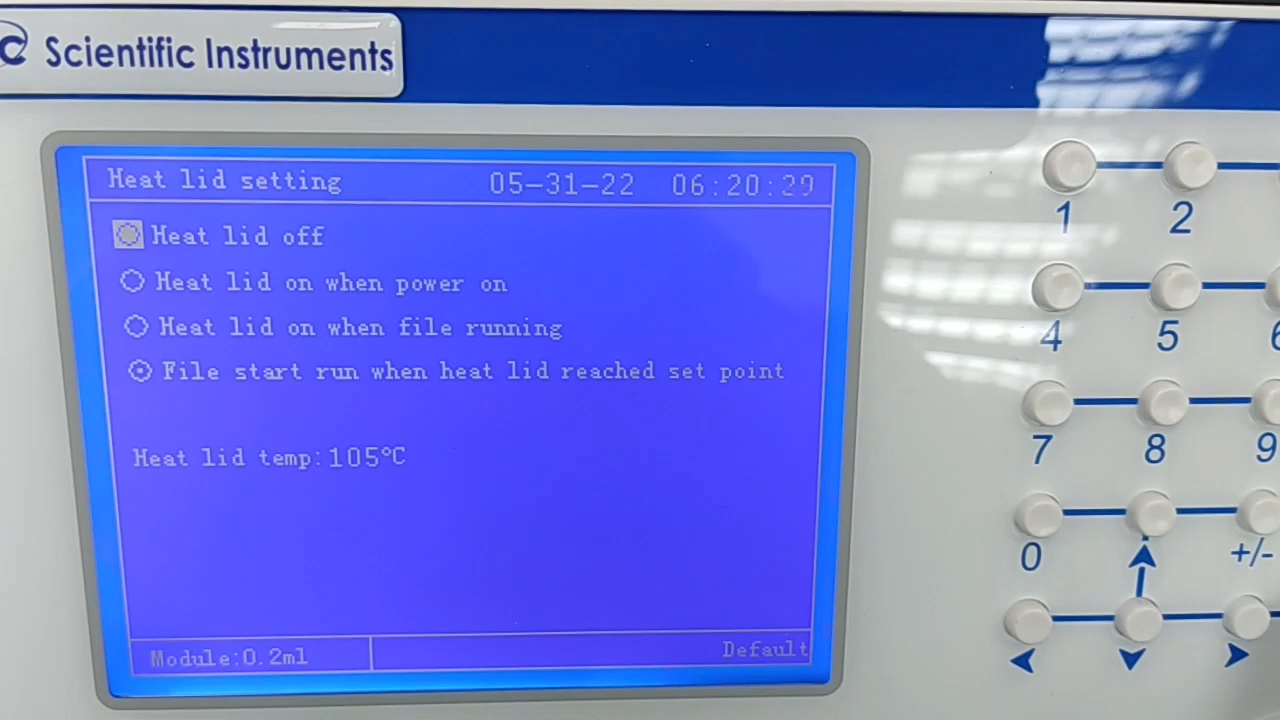 Scientific Instruments
Heat lid setting 05-31-22 06:20:29
Heat lid off
Heat lid on when power on
Heat lid on when file running
File start run when heat lid reached set point
Heat lid temp:105℃
Module:0.2ml Default
1 2
4 5 6
7 8 9
0 +/-